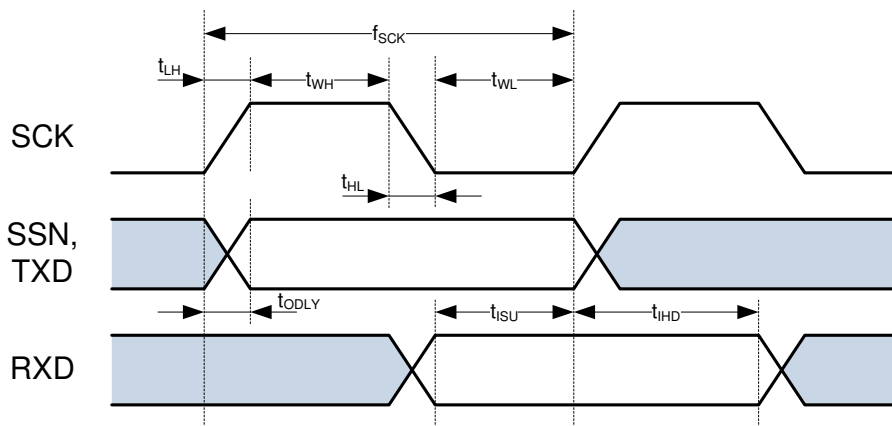 fSCK
tLH
tWH
tWL
SCK
tHL
SSN,
TXD
tODLY
tISU
tIHD
RXD